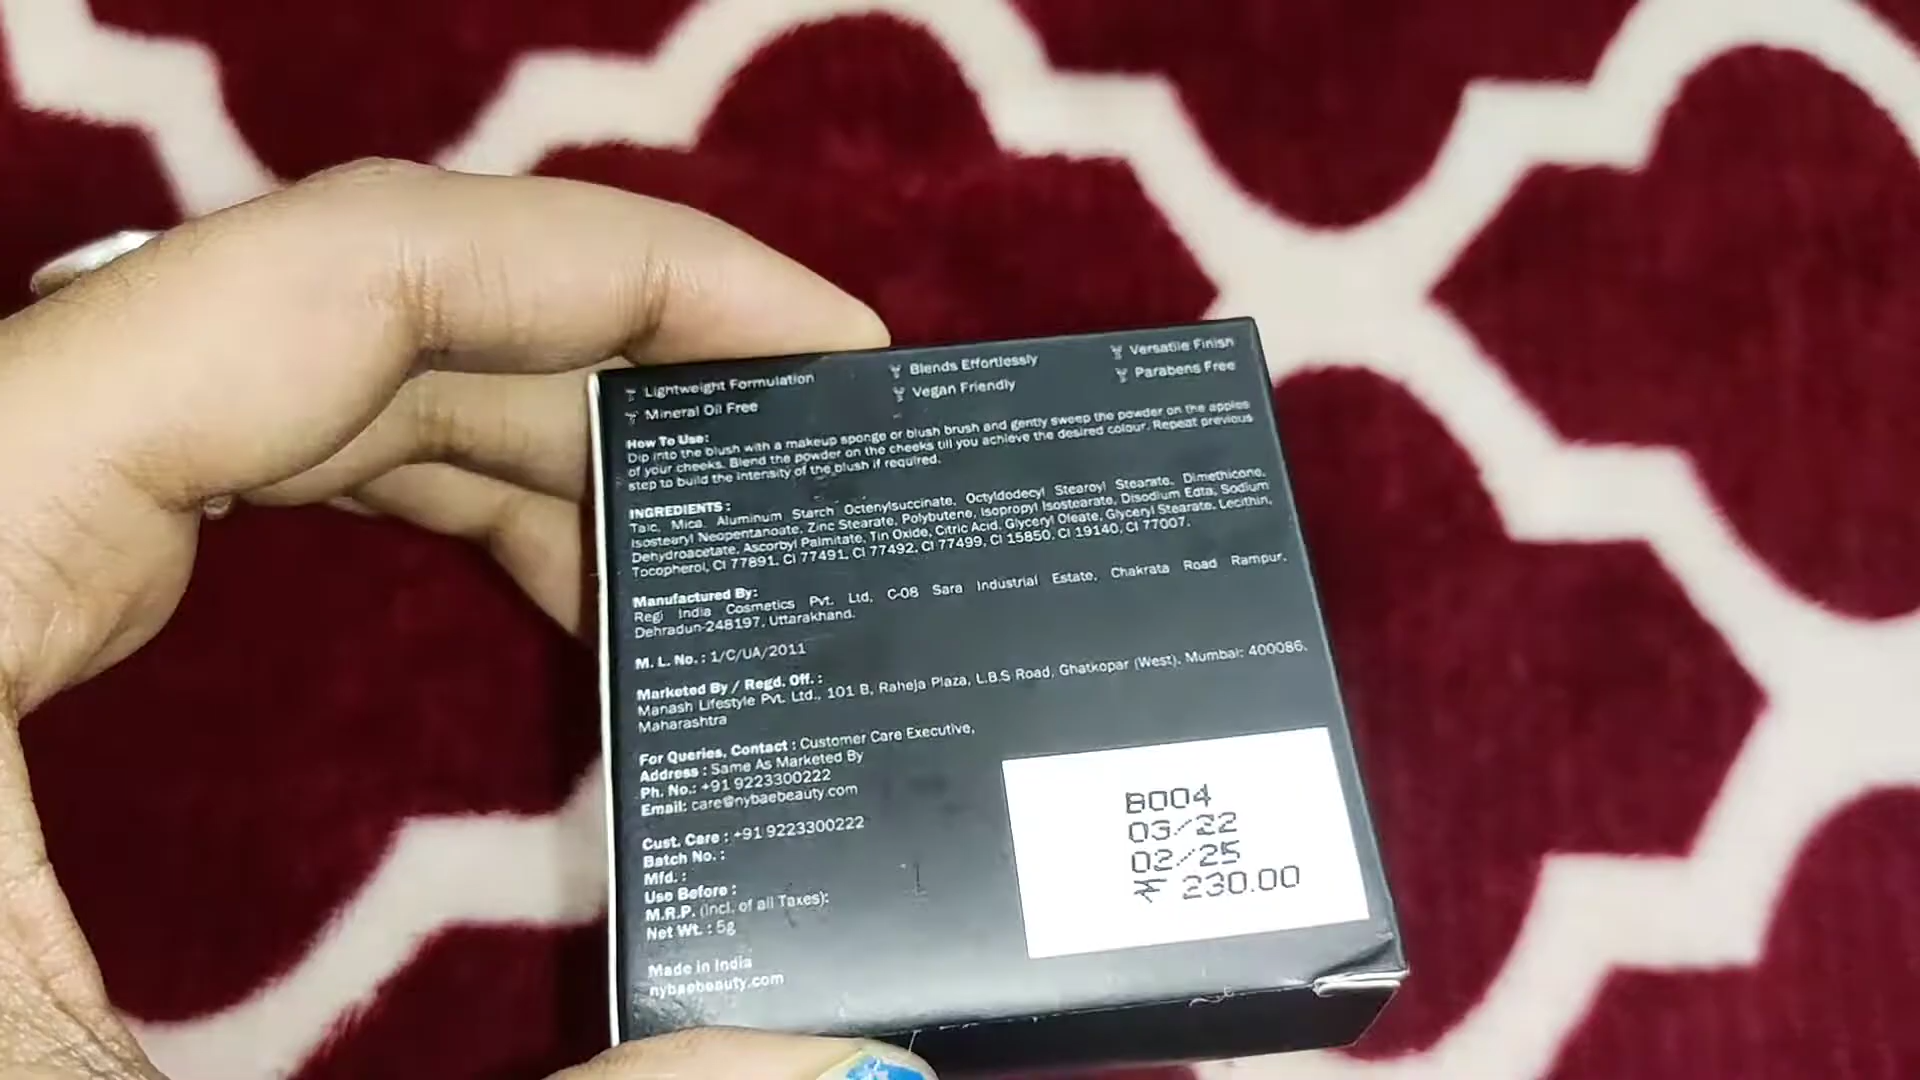 Lightweight Formulation
Blends Effortlessly
Versatile Finish
Mineral Oil Free
Vegan Friendly
Parabens Free
How To Use:
Dip into the blush with a makeup sponge or blush brush and gently sweep the powder on the apples
of your cheeks. Blend the powder on the cheeks till you achieve the desired colour. Repeat previous
step to build the intensity of the blush if required.
INGREDIENTS :
Talc, Mica, Aluminum Starch Octenylsuccinate, Octyldodecyl Stearoyl Stearate, Dimethicone,
Isostearyl Neopentanoate, Zinc Stearate, Polybutene, Isopropyl Isostearate, Disodium Edta, Sodium
Dehydroacetate, Ascorbyl Palmitate, Tin Oxide, Citric Acid, Glyceryl Oleate, Glyceryl Stearate, Lecithin,
Tocopherol, CI 77891, CI 77491, CI 77492, CI 77499, CI 15850, CI 19140, CI 77007.
Manufactured By:
Regi India Cosmetics Pvt. Ltd, C-08 Sara Industrial Estate, Chakrata Road Rampur,
Dehradun-248197, Uttarakhand.
M. L. No. : 1/C/UA/2011
Marketed By / Regd. Off. :
Manash Lifestyle Pvt. Ltd., 101 B, Raheja Plaza, L.B.S Road, Ghatkopar (West), Mumbai: 400086,
Maharashtra
For Queries, Contact : Customer Care Executive,
Address : Same As Marketed By
Ph. No.: +91 9223300222
Email: care@nybaebeauty.com
Cust. Care : +91 9223300222
Batch No. :
Mfd. :
Use Before :
M.R.P. (incl. of all Taxes):
Net Wt. : 5g
B004
03/22
02/25
₹ 230.00
Made in India
nybaebeauty.com